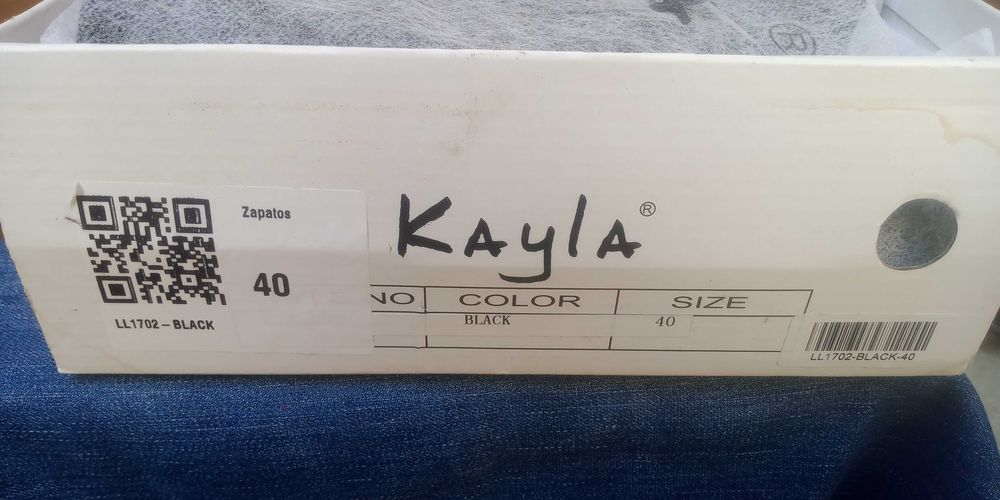 ®
Zapatos
40
LL1702-BLACK
Kayla®
NO COLOR SIZE
BLACK 40
LL1702-BLACK-40